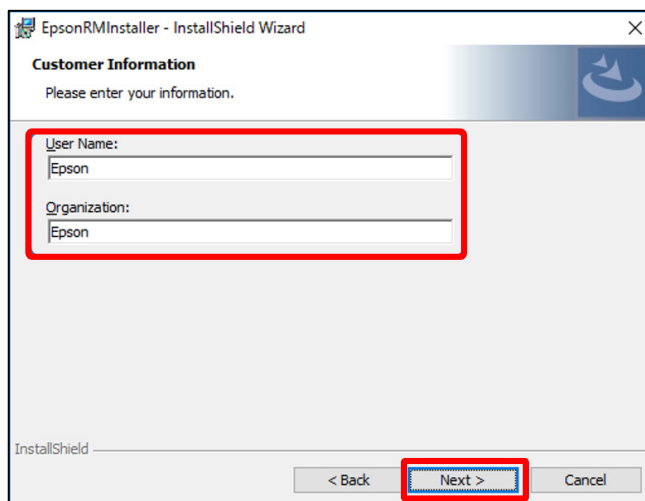 EpsonRMInstaller - InstallShield Wizard
Customer Information
Please enter your information.
User Name:
Epson
Organization:
Epson
InstallShield
< Back Next > Cancel